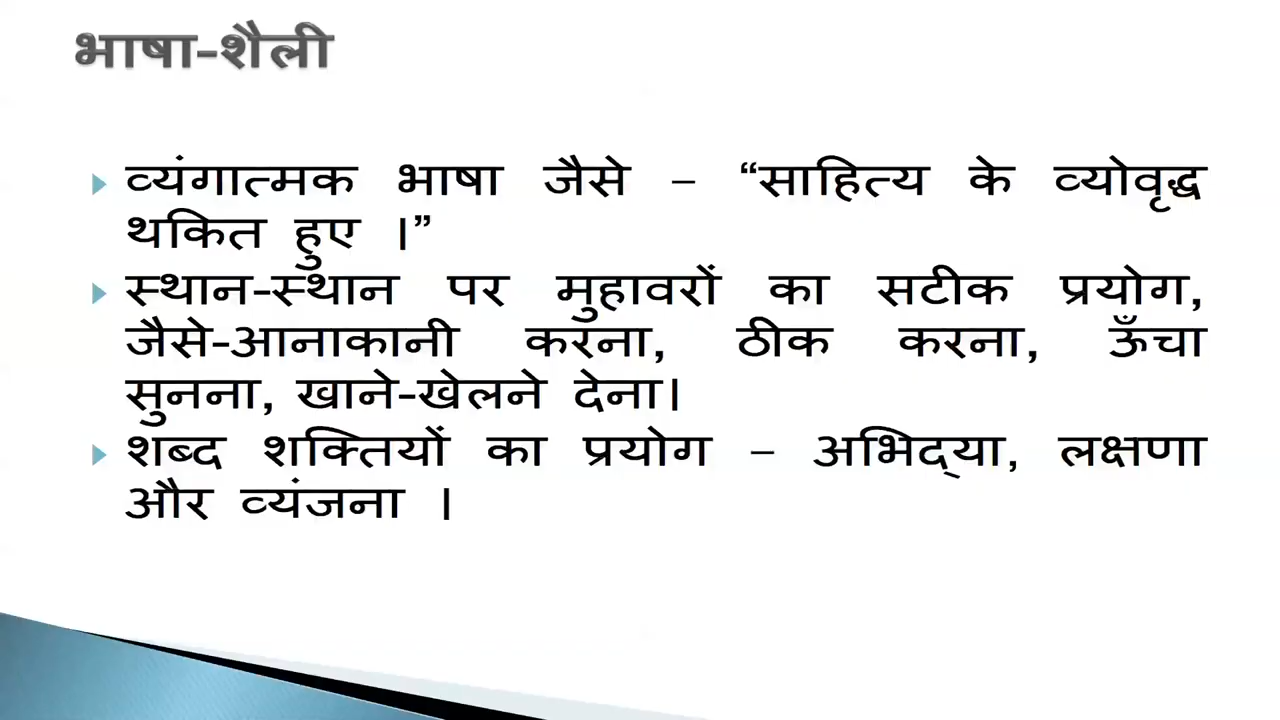 भाषा-शैली
व्यंगात्मक भाषा जैसे – “साहित्य के व्योवृद्ध
थकित हुए ।”
स्थान-स्थान पर मुहावरों का सटीक प्रयोग,
जैसे-आनाकानी करना, ठीक करना, ऊँचा
सुनना, खाने-खेलने देना।
शब्द शक्तियों का प्रयोग – अभिद्‌या, लक्षणा
और व्यंजना ।